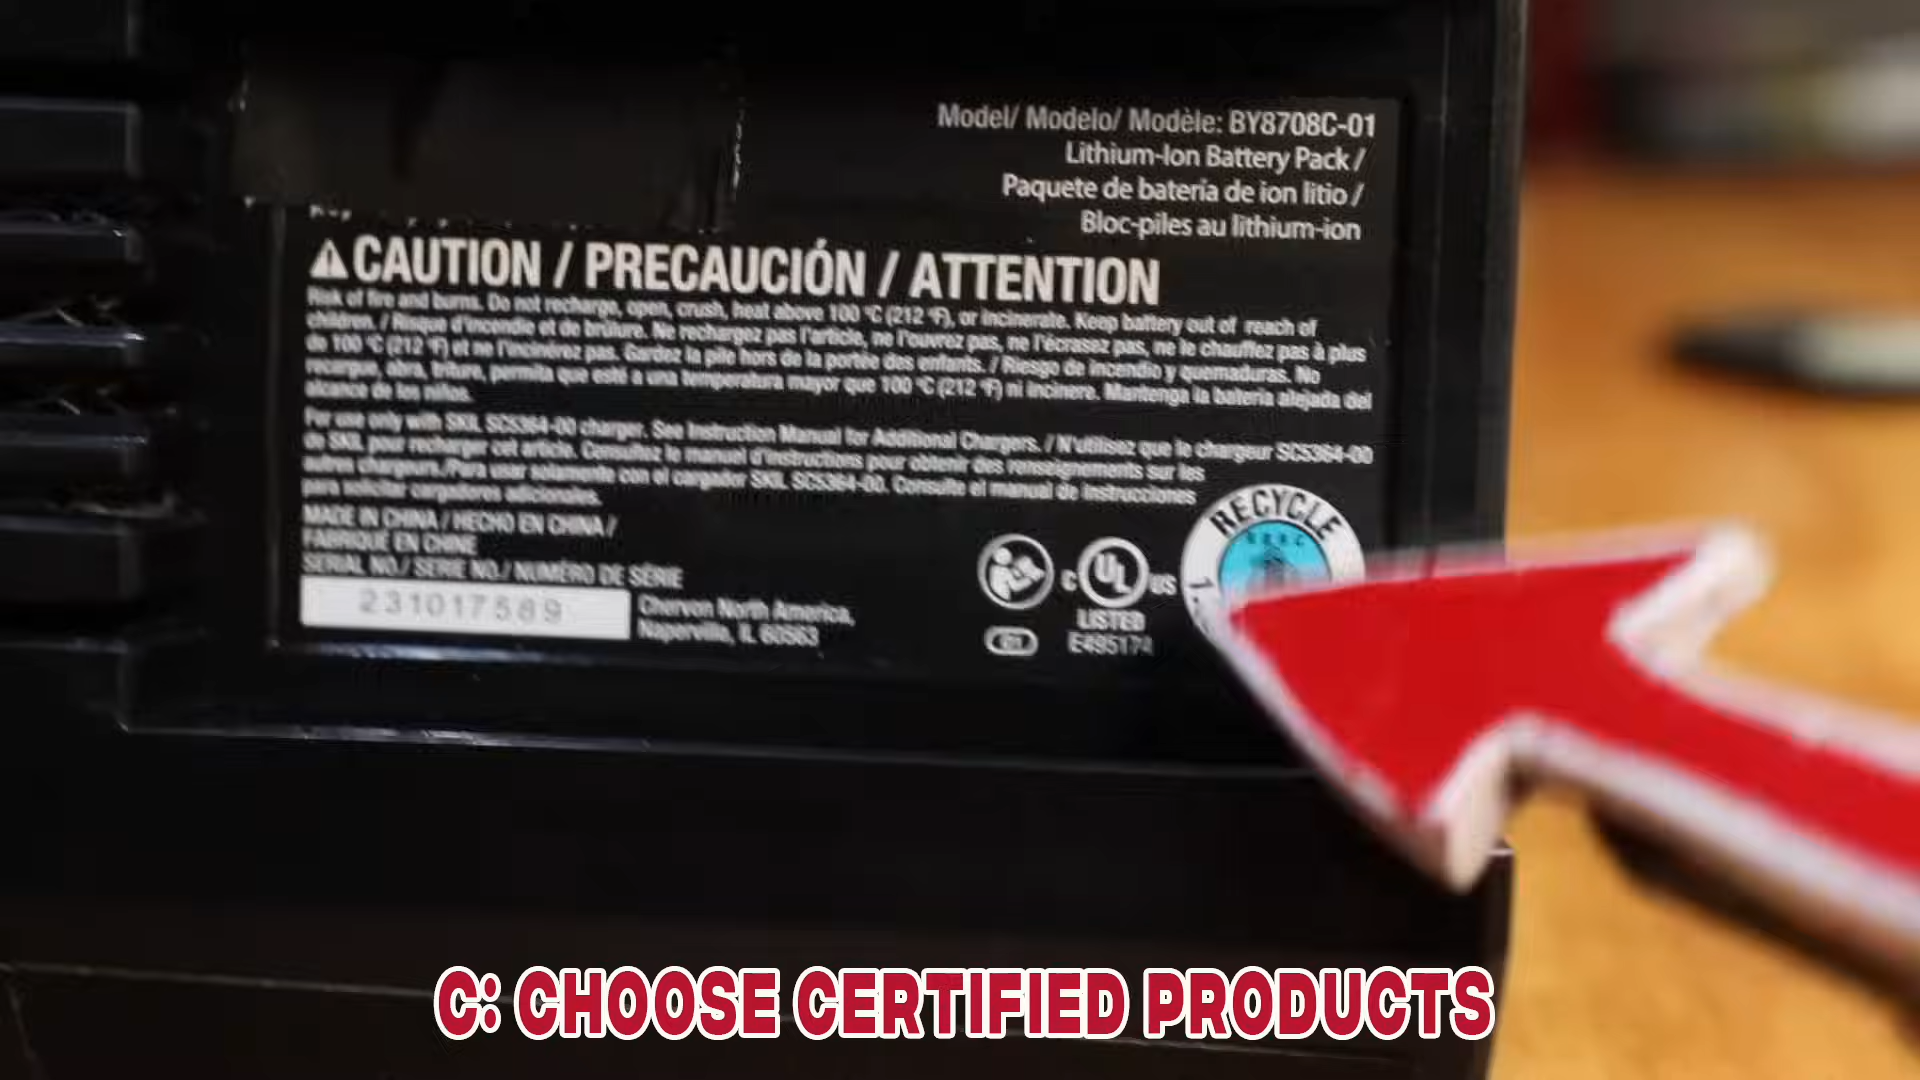 Model/ Modelo/ Modèle: BY8708C-01
Lithium-Ion Battery Pack /
Paquete de batería de ion litio /
Bloc-piles au lithium-ion
CAUTION / PRECAUCIÓN / ATTENTION
Risk of fire and burns. Do not recharge, open, crush, heat above 100 °C (212 °F), or incinerate. Keep battery out of reach of
children. / Risque d'incendie et de brûlure. Ne rechargez pas l'article, ne l'ouvrez pas, ne l'écrasez pas, ne le chauffez pas à plus
de 100 °C (212 °F) et ne l'incinérez pas. Gardez la pile hors de la portée des enfants. / Riesgo de incendio y quemaduras. No
recargue, abra, triture, permita que esté a una temperatura mayor que 100 °C (212 °F) ni incinere. Mantenga la batería alejada del
alcance de los niños.
Per use only with SKIL SC5364-00 charger. See Instruction Manual for Additional Chargers. / N'utilisez que le chargeur SC5364-00
de SKIL pour recharger cet article. Consultez le manuel d'instructions pour obtenir des renseignements sur les
autres chargeurs./Para usar solamente con el cargador SKIL SC5364-00. Consulte el manual de instrucciones
para solicitar cargadores adicionales.
MADE IN CHINA / HECHO EN CHINA /
FABRIQUÉ EN CHINE
SERIAL NO./ SERIE NO./ NUMÉRO DE SÉRIE
231017589
Chervon North America,
Naperville, IL 60563
C UL US
LISTED
E495174
RECYCLE
C: CHOOSE CERTIFIED PRODUCTS